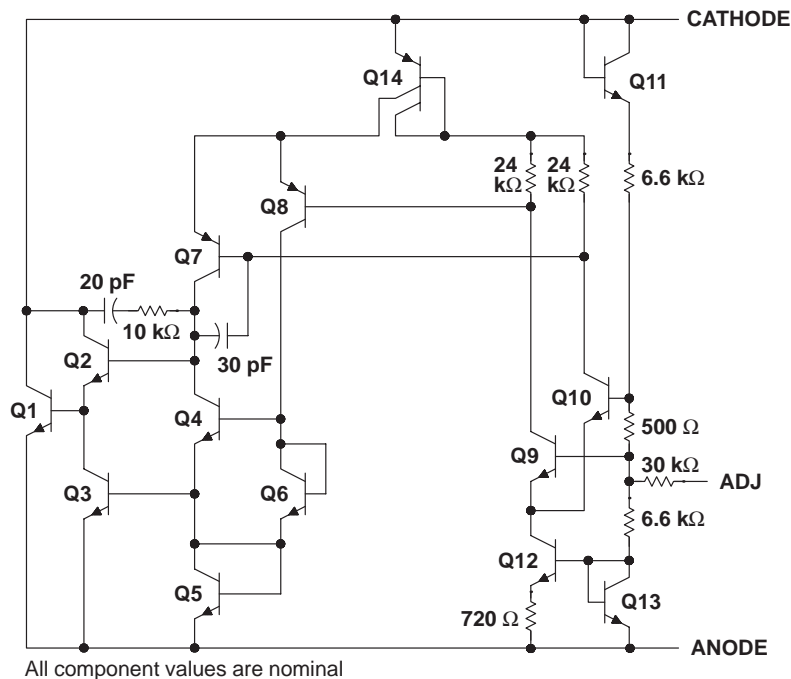 CATHODE
Q14
Q11
24
kΩ
24
kΩ
6.6 kΩ
Q8
Q7
20 pF
10 kΩ
30 pF
Q2
Q10
Q1
Q4
500 Ω
Q9
30 kΩ
ADJ
Q3
Q6
6.6 kΩ
Q12
Q5
Q13
720 Ω
ANODE
All component values are nominal